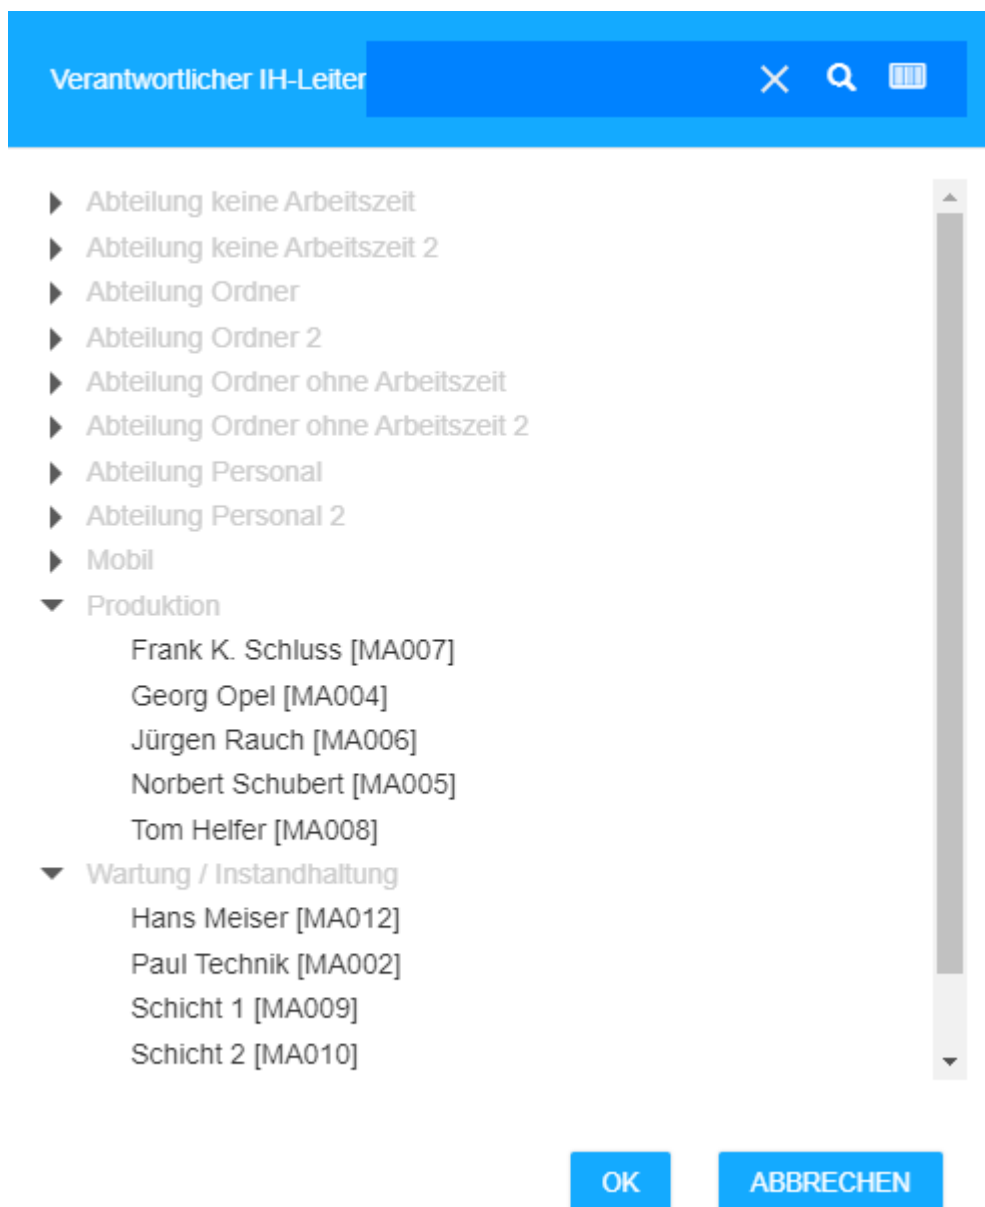 Verantwortlicher IH-Leiter
Abteilung keine Arbeitszeit
Abteilung keine Arbeitszeit 2
Abteilung Ordner
Abteilung Ordner 2
Abteilung Ordner ohne Arbeitszeit
Abteilung Ordner ohne Arbeitszeit 2
Abteilung Personal
Abteilung Personal 2
Mobil
Produktion
Frank K. Schluss [MA007]
Georg Opel [MA004]
Jürgen Rauch [MA006]
Norbert Schubert [MA005]
Tom Helfer [MA008]
Wartung / Instandhaltung
Hans Meiser [MA012]
Paul Technik [MA002]
Schicht 1 [MA009]
Schicht 2 [MA010]
OK ABBRECHEN